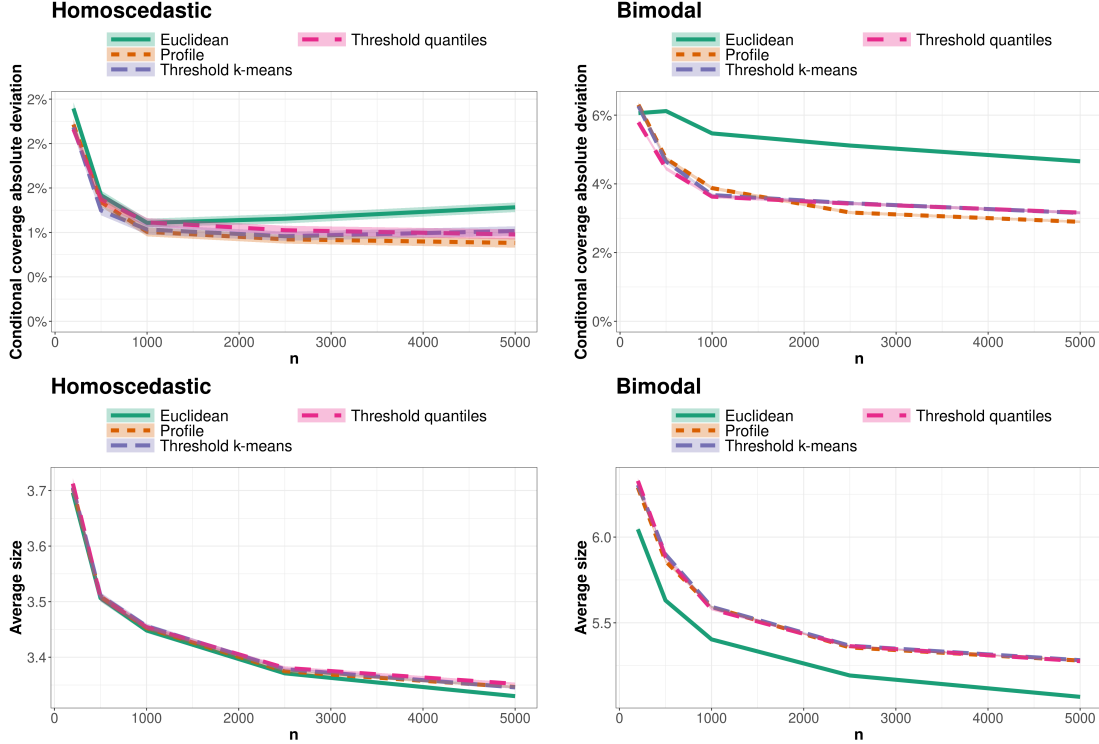 Homoscedastic
Euclidean
Profile
Threshold k-means
Threshold quantiles
Conditonal coverage absolute deviation
2%
2%
2%
1%
0%
0%
0
1000
2000
3000
4000
5000
n
Bimodal
Euclidean
Profile
Threshold k-means
Threshold quantiles
Conditonal coverage absolute deviation
6%
4%
2%
0%
0
1000
2000
3000
4000
5000
n
Homoscedastic
Euclidean
Profile
Threshold k-means
Threshold quantiles
Average size
3.7
3.6
3.5
3.4
0
1000
2000
3000
4000
5000
n
Bimodal
Euclidean
Profile
Threshold k-means
Threshold quantiles
Average size
6.0
5.5
0
1000
2000
3000
4000
5000
n